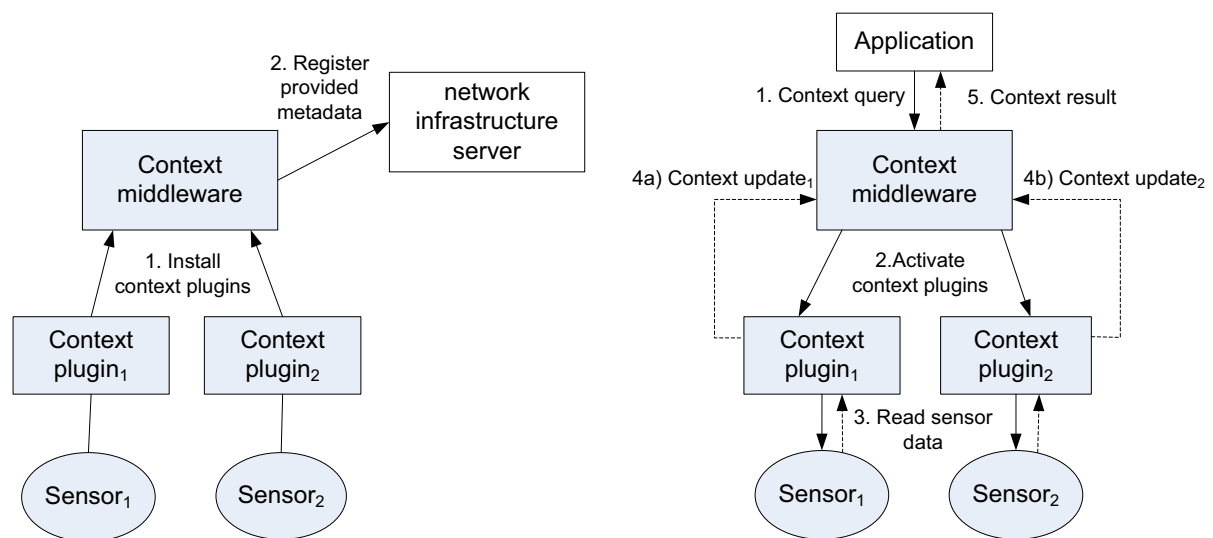 2. Register
provided
metadata
network
infrastructure
server
Context
middleware
1. Install
context plugins
Context
plugin₁
Context
plugin₂
Sensor₁
Sensor₂
Application
1. Context query
5. Context result
4a) Context update₁
Context
middleware
4b) Context update₂
2.Activate
context plugins
Context
plugin₁
Context
plugin₂
3. Read sensor
data
Sensor₁
Sensor₂